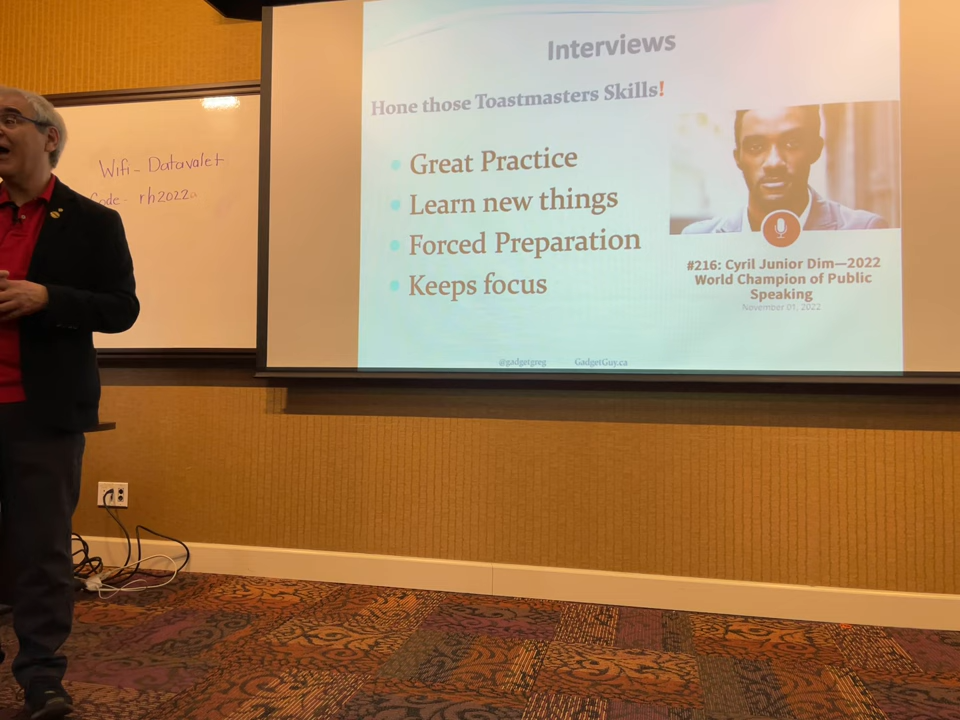 Interviews
Hone those Toastmasters Skills!
Great Practice
Learn new things
Forced Preparation
Keeps focus
#216: Cyril Junior Dim—2022
World Champion of Public
Speaking
November 01, 2022
@gadgetgreg GadgetGuy.ca
Wifi - Datavalet
Code - rh2022a